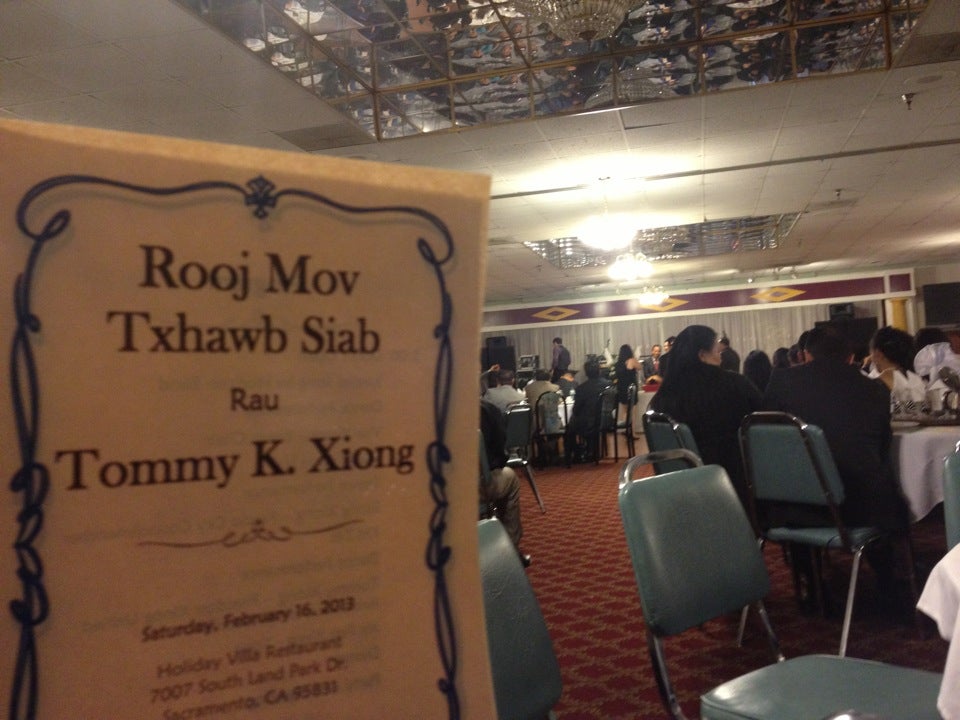 Rooj Mov
Txhawb Siab
Rau
Tommy K. Xiong
Saturday, February 16, 2013
Holiday Villa Restaurant
7007 South Land Park Dr.
Sacramento, CA 95831